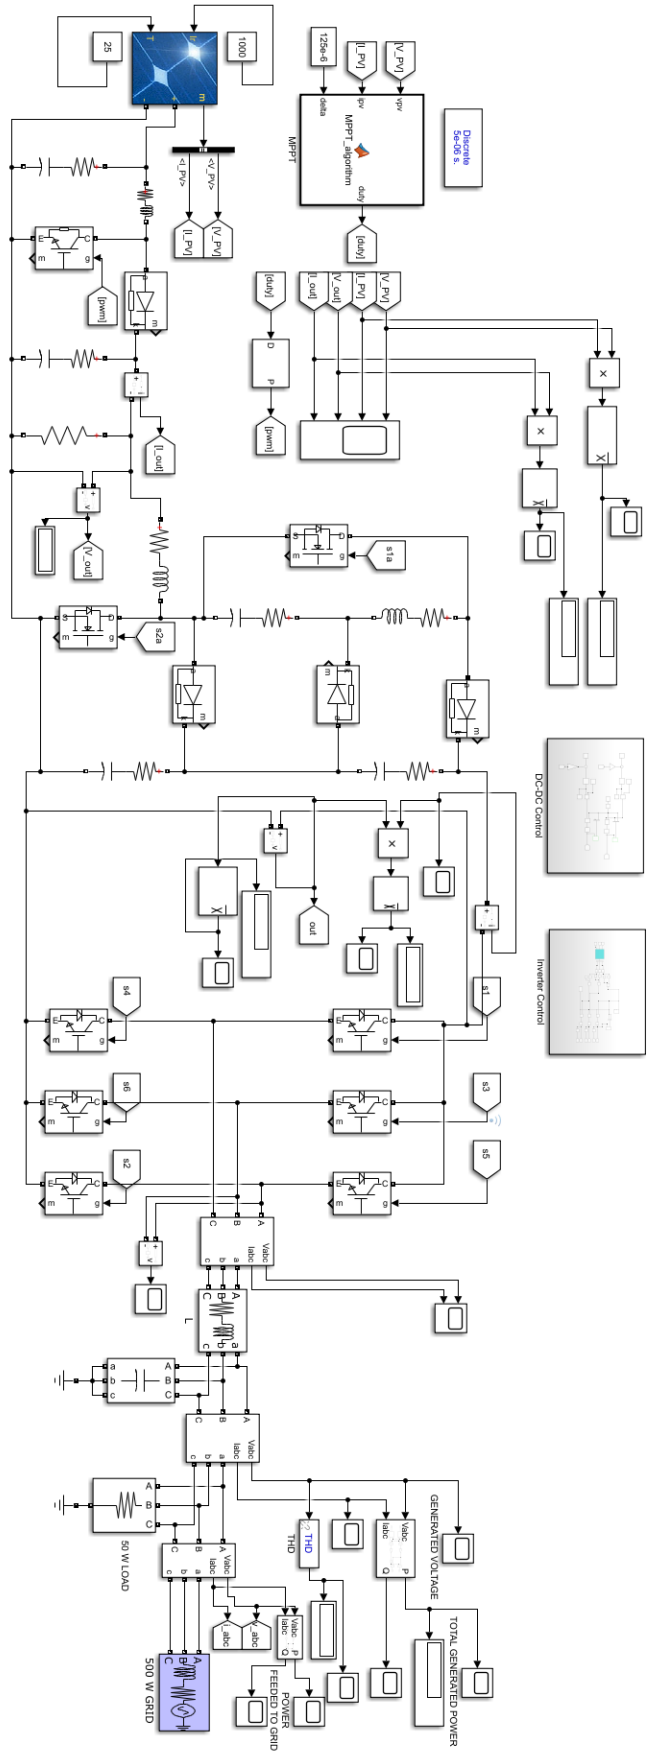 Discrete
5e-06 s.
[V_PV]
[I_PV]
125e-6
vpv
ipv
delta
MPPT_algorithm
duty
MPPT
[duty]
1000
25
Ir
T
m
+
-
<V_PV>
<I_PV>
[V_PV]
[I_PV]
[V_PV]
[I_PV]
[V_out]
[I_out]
[duty]
D
P
[pwm]
×
X
×
X
[pwm]
g
C
E
m
a
k
m
+
-
i
[I_out]
+
-
v
[V_out]
s1a
g
D
S
m
s2a
g
D
S
m
a
k
m
a
k
m
a
k
m
DC-DC Control
Inverter Control
+
-
i
×
X
+
-
v
X
out
s1
g
C
E
m
s3
g
C
E
m
s5
g
C
E
m
s4
g
C
E
m
s6
g
C
E
m
s2
g
C
E
m
+
-
v
Vabc
Iabc
A
B
C
a
b
c
A
B
C
a
b
c
L
A
B
C
a
b
c
Vabc
Iabc
A
B
C
a
b
c
GENERATED VOLTAGE
Vabc
Iabc
P
Q
TOTAL GENERATED POWER
THD
THD
A
B
C
50 W LOAD
Vabc
Iabc
A
B
C
a
b
c
v_abc
i_abc
Vabc
Iabc
P
Q
POWER
FEEDED TO GRID
A
B
C
500 W GRID